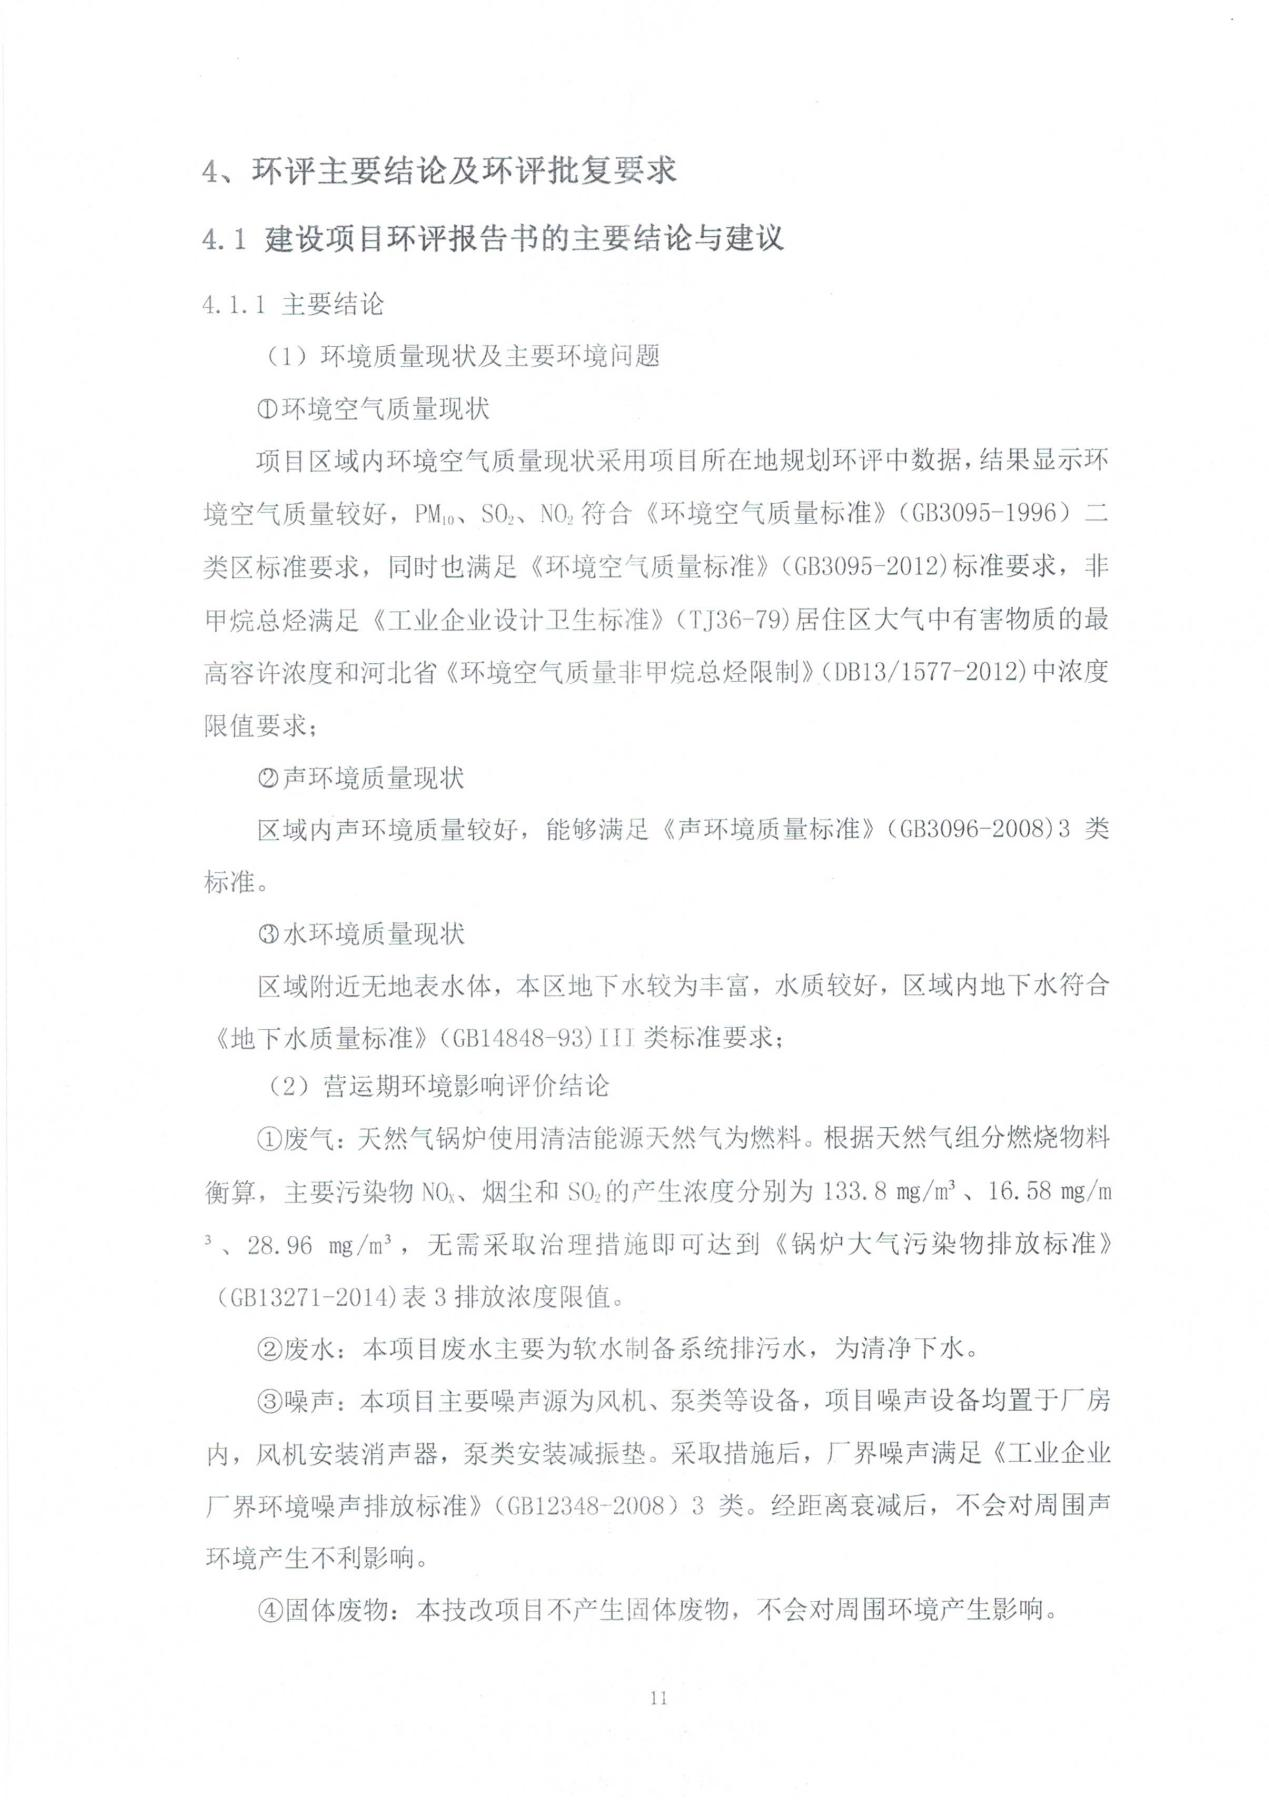 4、环评主要结论及环评批复要求
4.1 建设项目环评报告书的主要结论与建议
4.1.1 主要结论
（1）环境质量现状及主要环境问题
①环境空气质量现状
项目区域内环境空气质量现状采用项目所在地规划环评中数据，结果显示环
境空气质量较好，PM₁₀、SO₂、NO₂符合《环境空气质量标准》（GB3095-1996）二
类区标准要求，同时也满足《环境空气质量标准》（GB3095-2012)标准要求，非
甲烷总烃满足《工业企业设计卫生标准》（TJ36-79)居住区大气中有害物质的最
高容许浓度和河北省《环境空气质量非甲烷总烃限制》（DB13/1577-2012)中浓度
限值要求；
②声环境质量现状
区域内声环境质量较好，能够满足《声环境质量标准》（GB3096-2008)3 类
标准。
③水环境质量现状
区域附近无地表水体，本区地下水较为丰富，水质较好，区域内地下水符合
《地下水质量标准》（GB14848-93)III 类标准要求；
（2）营运期环境影响评价结论
①废气：天然气锅炉使用清洁能源天然气为燃料。根据天然气组分燃烧物料
衡算，主要污染物 NOₓ、烟尘和 SO₂的产生浓度分别为 133.8 mg/m³、16.58 mg/m
³、28.96 mg/m³，无需采取治理措施即可达到《锅炉大气污染物排放标准》
（GB13271-2014)表 3 排放浓度限值。
②废水：本项目废水主要为软水制备系统排污水，为清净下水。
③噪声：本项目主要噪声源为风机、泵类等设备，项目噪声设备均置于厂房
内，风机安装消声器，泵类安装减振垫。采取措施后，厂界噪声满足《工业企业
厂界环境噪声排放标准》（GB12348-2008）3 类。经距离衰减后，不会对周围声
环境产生不利影响。
④固体废物：本技改项目不产生固体废物，不会对周围环境产生影响。
11